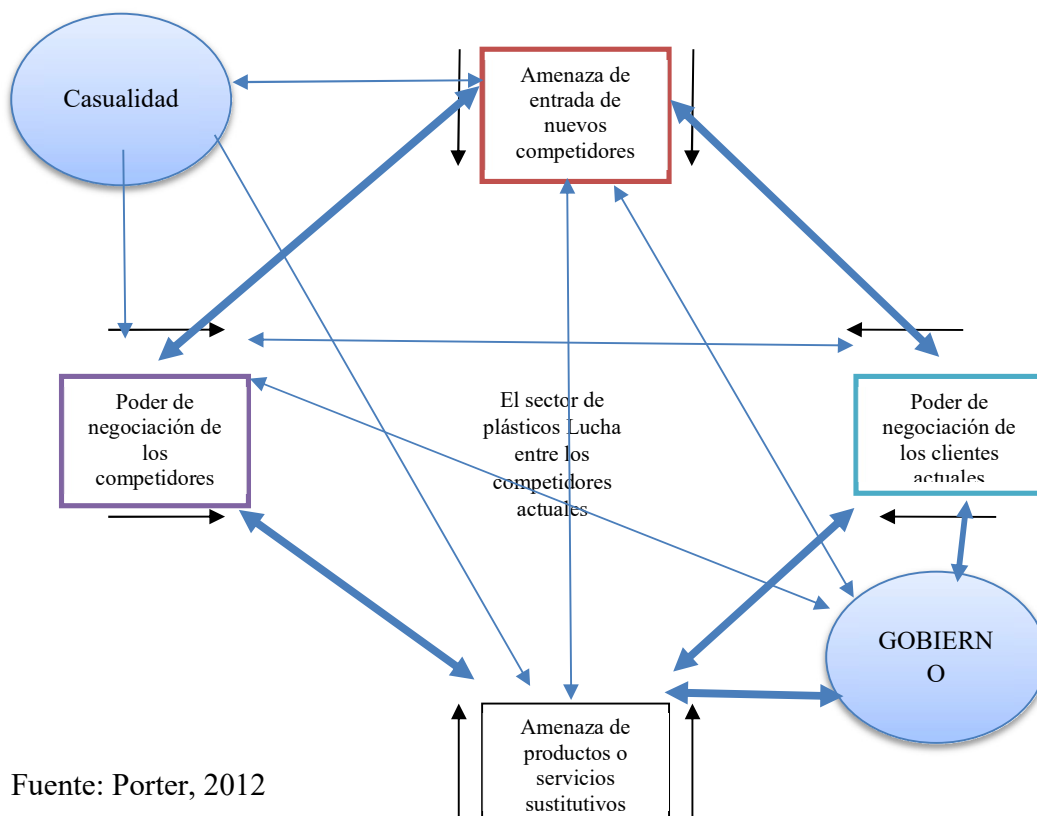 Casualidad
Amenaza de
entrada de
nuevos
competidores
Poder de
negociación de
los
competidores
El sector de
plásticos Lucha
entre los
competidores
actuales
Poder de
negociación de
los clientes
actuales
GOBIERN
O
Amenaza de
productos o
servicios
sustitutivos
Fuente: Porter, 2012